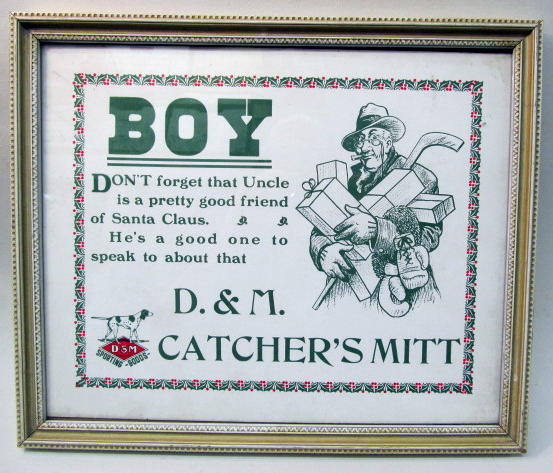 BOY
DON'T forget that Uncle
is a pretty good friend
of Santa Claus.
He's a good one to
speak to about that
D. & M.
CATCHER'S MITT
D & M
SPORTING GOODS